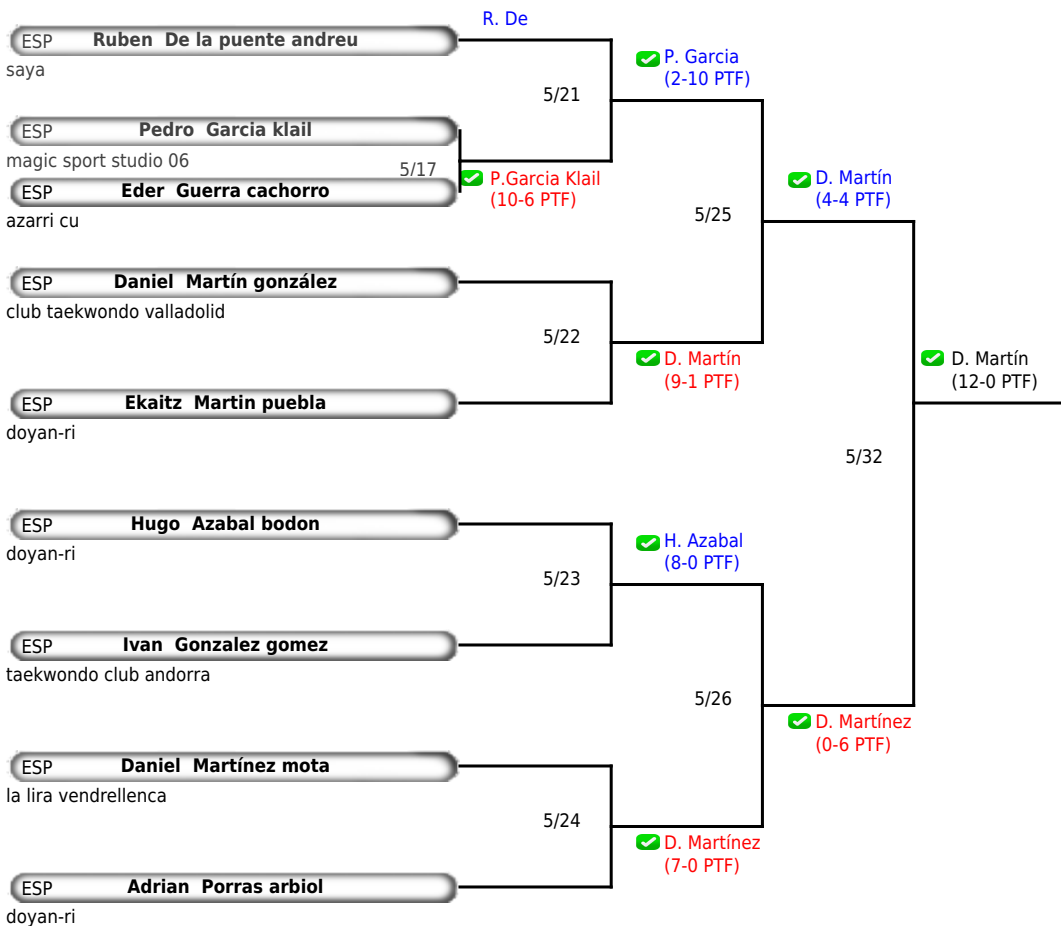 R. De
ESP Ruben De la puente andreu
saya
P. Garcia
(2-10 PTF)
5/21
ESP Pedro Garcia klail
magic sport studio 06
5/17
P.Garcia Klail
(10-6 PTF)
ESP Eder Guerra cachorro
azarri cu
D. Martín
(4-4 PTF)
5/25
ESP Daniel Martín gonzález
club taekwondo valladolid
5/22
D. Martín
(9-1 PTF)
D. Martín
(12-0 PTF)
ESP Ekaitz Martin puebla
doyan-ri
5/32
ESP Hugo Azabal bodon
doyan-ri
H. Azabal
(8-0 PTF)
5/23
ESP Ivan Gonzalez gomez
taekwondo club andorra
5/26
D. Martínez
(0-6 PTF)
ESP Daniel Martínez mota
la lira vendrellenca
5/24
D. Martínez
(7-0 PTF)
ESP Adrian Porras arbiol
doyan-ri